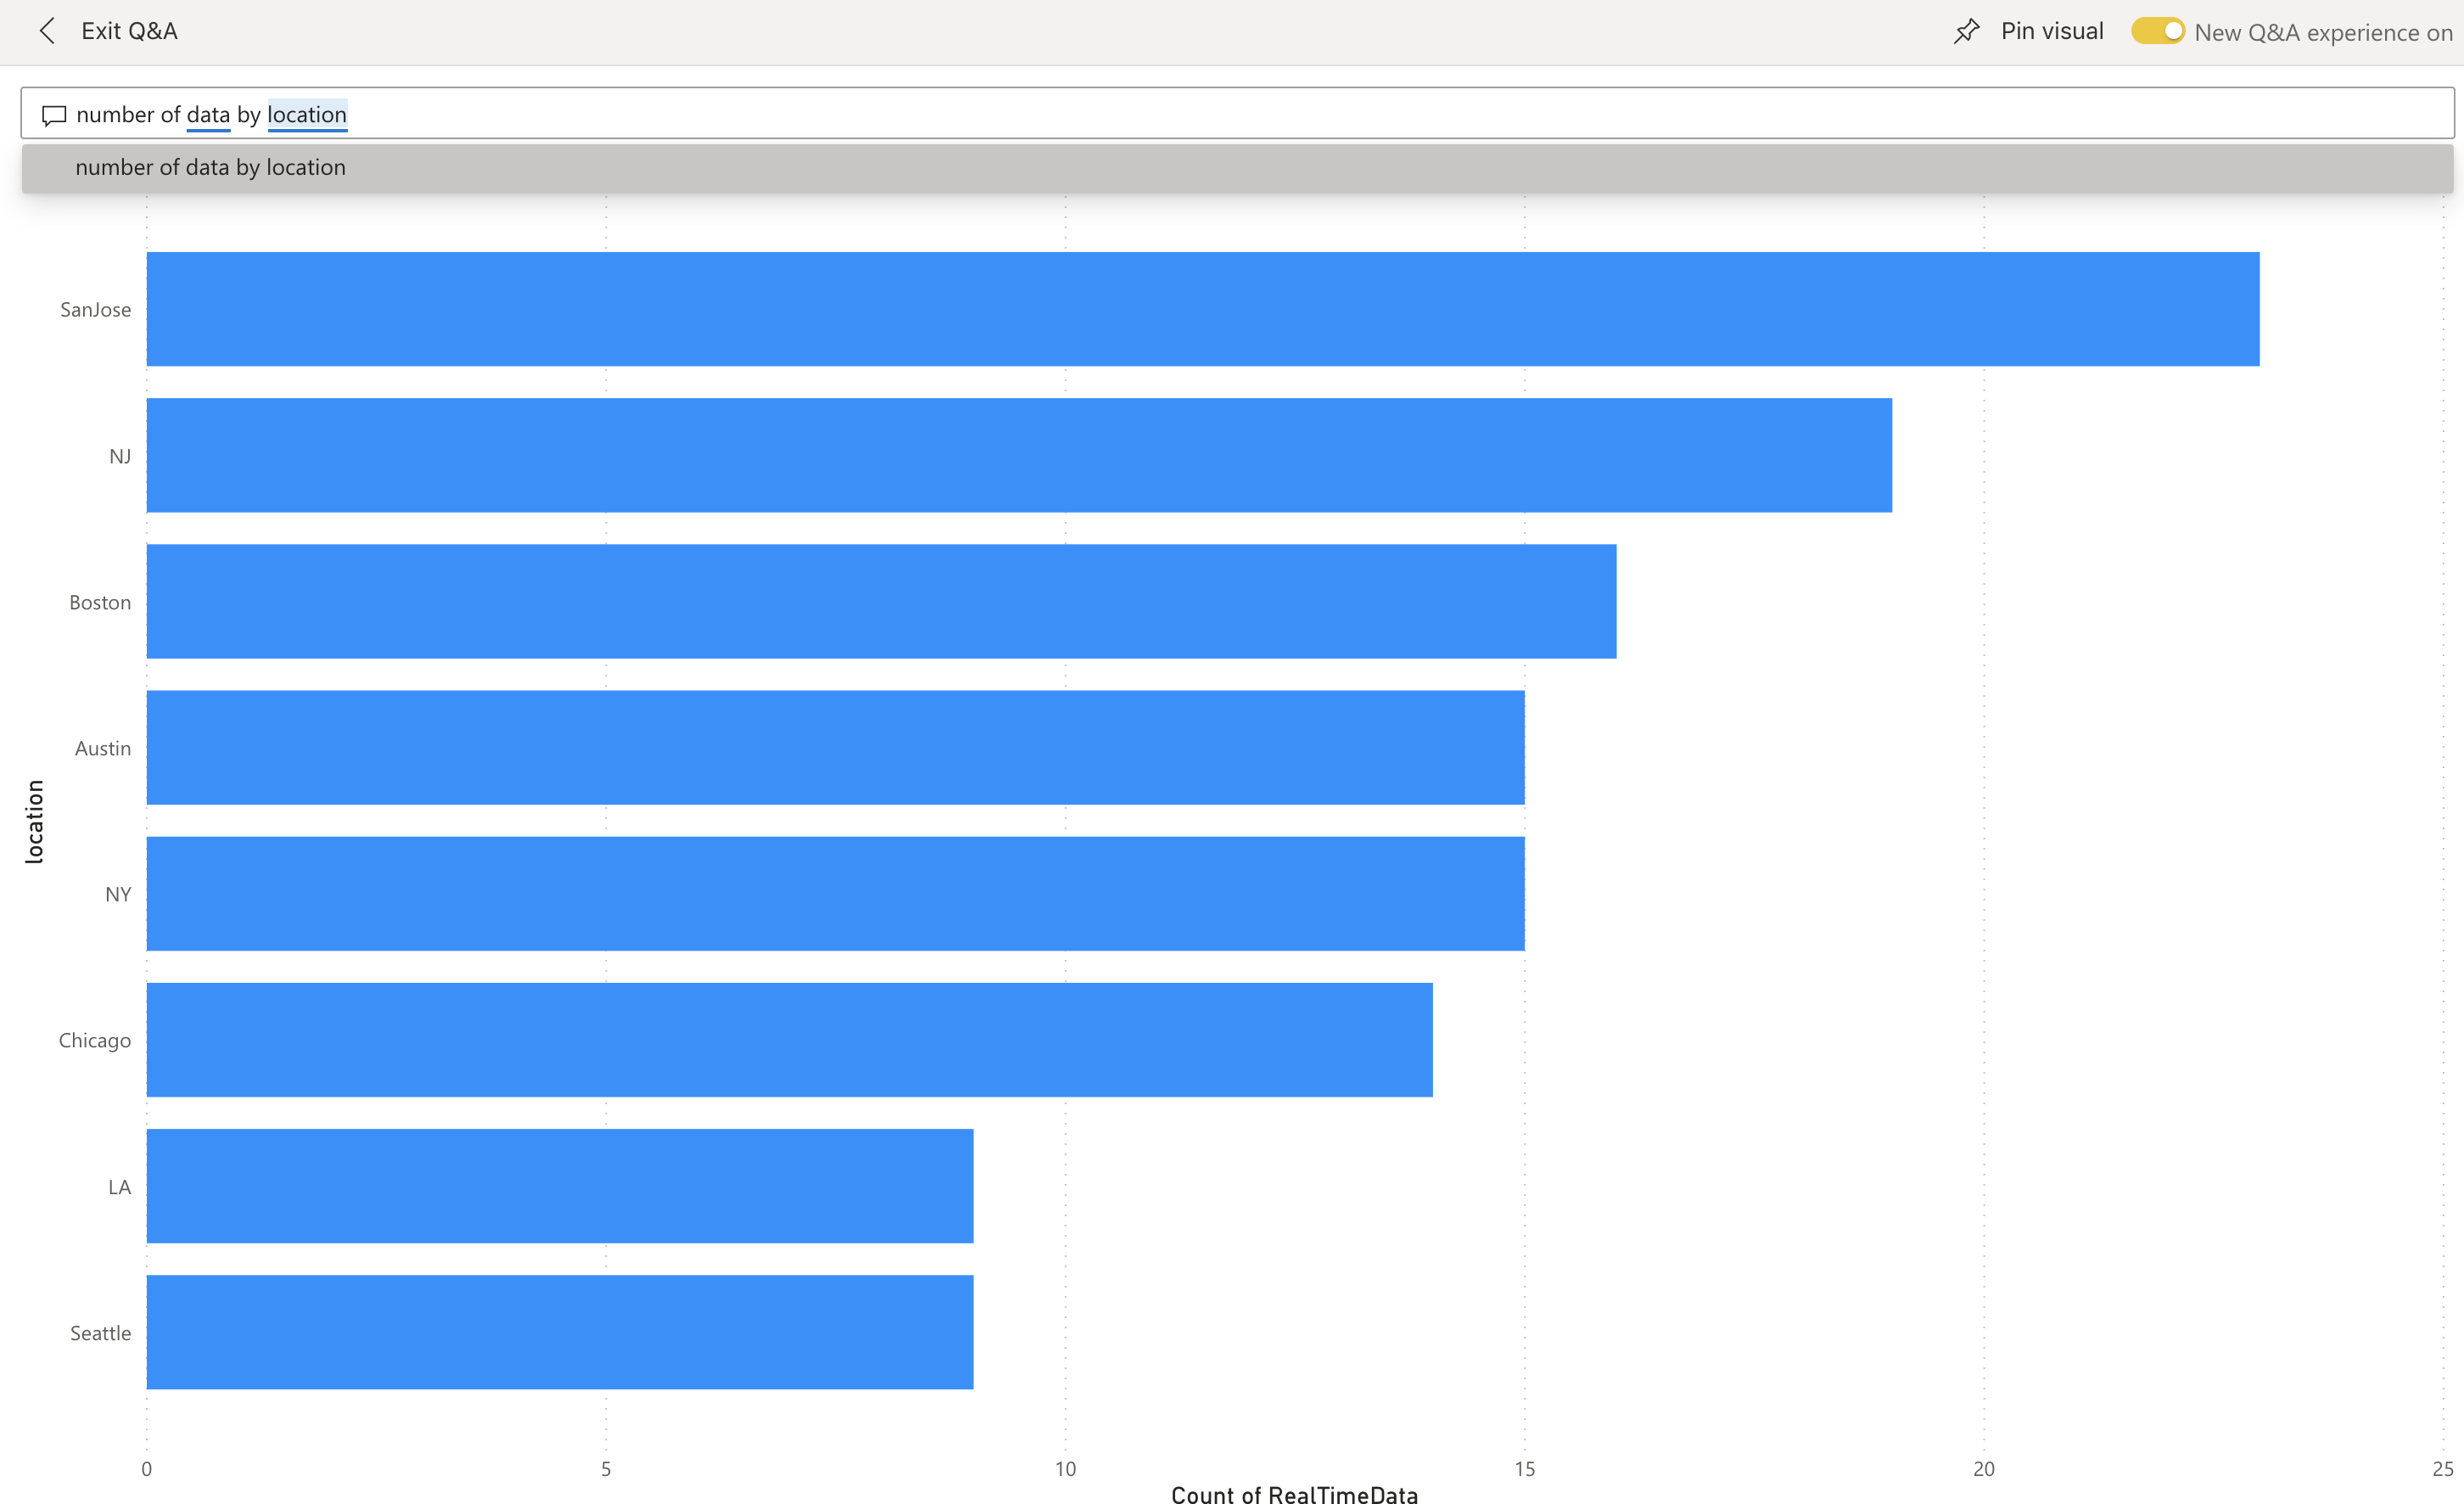 Exit Q&A
Pin visual
New Q&A experience on
number of data by location
number of data by location
location
SanJose
NJ
Boston
Austin
NY
Chicago
LA
Seattle
0 5 10 15 20 25
Count of RealTimeData